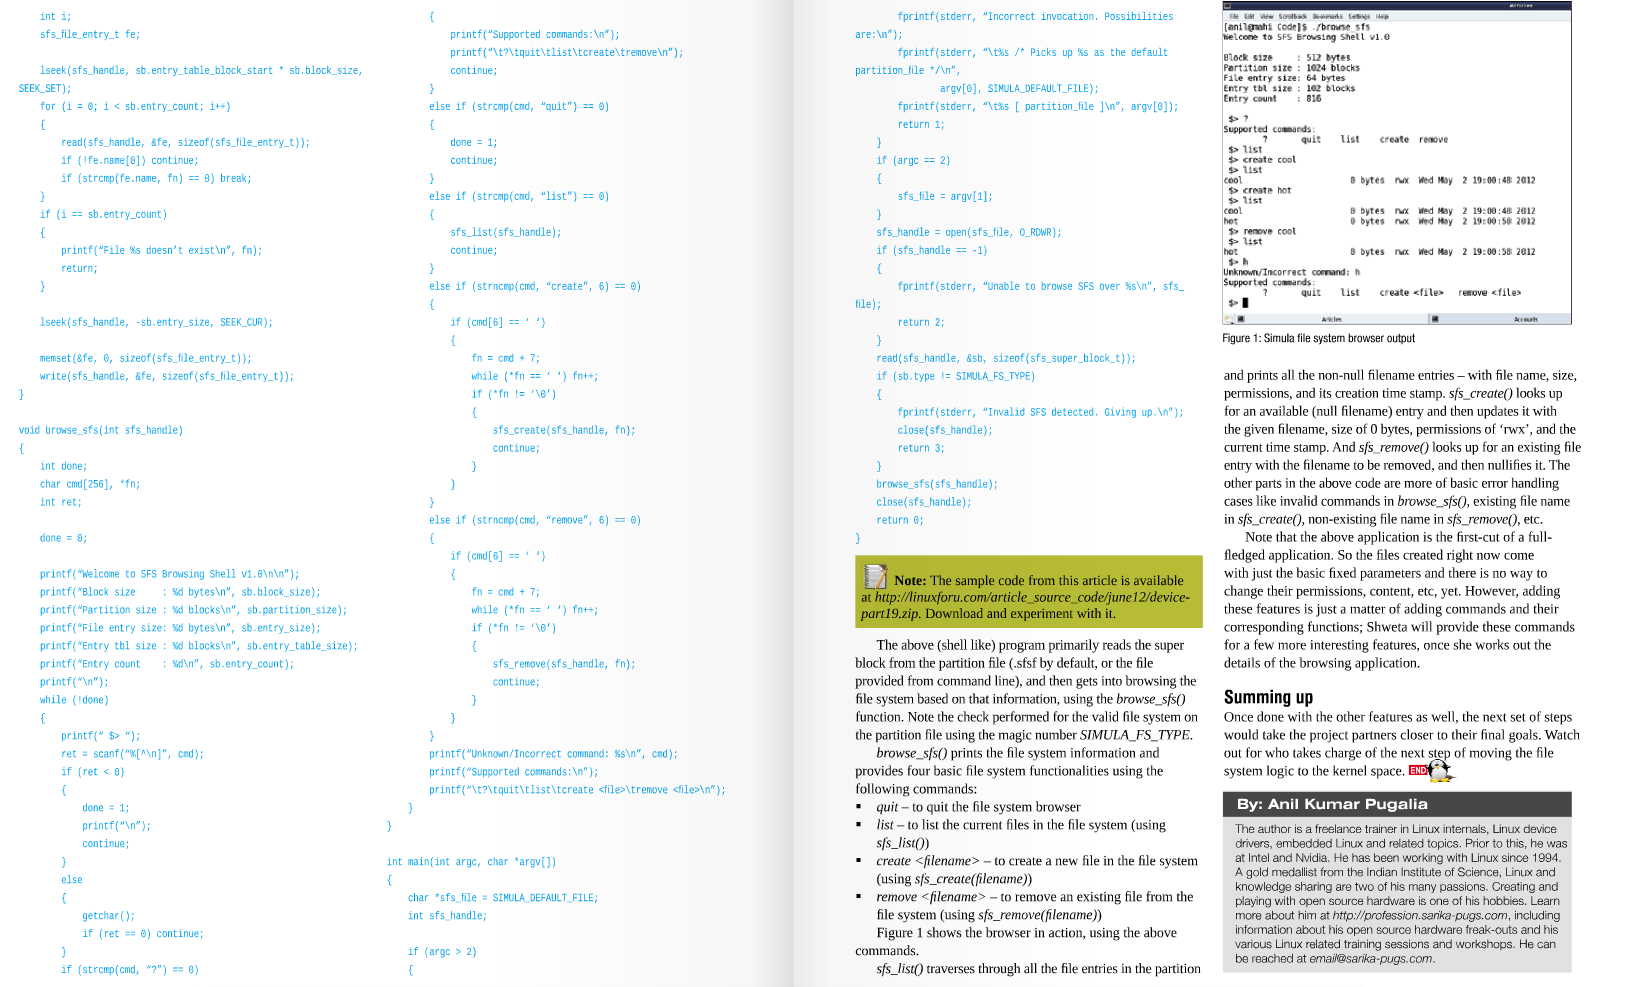 int i;
sfs_file_entry_t fe;
lseek(sfs_handle, sb.entry_table_block_start * sb.block_size,
SEEK_SET);
for (i = 0; i < sb.entry_count; i++)
{
read(sfs_handle, &fe, sizeof(sfs_file_entry_t));
if (!fe.name[0]) continue;
if (strcmp(fe.name, fn) == 0) break;
}
if (i == sb.entry_count)
{
printf(“File %s doesn’t exist\n”, fn);
return;
}
lseek(sfs_handle, -sb.entry_size, SEEK_CUR);
memset(&fe, 0, sizeof(sfs_file_entry_t));
write(sfs_handle, &fe, sizeof(sfs_file_entry_t));
}
void browse_sfs(int sfs_handle)
{
int done;
char cmd[256], *fn;
int ret;
done = 0;
printf(“Welcome to SFS Browsing Shell v1.0\n\n”);
printf(“Block size    : %d bytes\n”, sb.block_size);
printf(“Partition size : %d blocks\n”, sb.partition_size);
printf(“File entry size: %d bytes\n”, sb.entry_size);
printf(“Entry tbl size : %d blocks\n”, sb.entry_table_size);
printf(“Entry count    : %d\n”, sb.entry_count);
printf(“\n”);
while (!done)
{
printf(“ $> “);
ret = scanf(“%[^\n]”, cmd);
if (ret < 0)
{
done = 1;
printf(“\n”);
continue;
}
else
{
getchar();
if (ret == 0) continue;
}
if (strcmp(cmd, “?”) == 0)
{
printf(“Supported commands:\n”);
printf(“\t?\tquit\tlist\tcreate\tremove\n”);
continue;
}
else if (strcmp(cmd, “quit”) == 0)
{
done = 1;
continue;
}
else if (strcmp(cmd, “list”) == 0)
{
sfs_list(sfs_handle);
continue;
}
else if (strncmp(cmd, “create”, 6) == 0)
{
if (cmd[6] == ‘ ‘)
{
fn = cmd + 7;
while (*fn == ‘ ‘) fn++;
if (*fn != ‘\0’)
{
sfs_create(sfs_handle, fn);
continue;
}
}
}
else if (strncmp(cmd, “remove”, 6) == 0)
{
if (cmd[6] == ‘ ‘)
{
fn = cmd + 7;
while (*fn == ‘ ‘) fn++;
if (*fn != ‘\0’)
{
sfs_remove(sfs_handle, fn);
continue;
}
}
}
printf(“Unknown/Incorrect command: %s\n”, cmd);
printf(“Supported commands:\n”);
printf(“\t?\tquit\tlist\tcreate <file>\tremove <file>\n”);
}
}
int main(int argc, char *argv[])
{
char *sfs_file = SIMULA_DEFAULT_FILE;
int sfs_handle;
if (argc > 2)
{
fprintf(stderr, “Incorrect invocation. Possibilities
are:\n”);
fprintf(stderr, “\t%s /* Picks up %s as the default
partition_file */\n”,
argv[0], SIMULA_DEFAULT_FILE);
fprintf(stderr, “\t%s [ partition_file ]\n”, argv[0]);
return 1;
}
if (argc == 2)
{
sfs_file = argv[1];
}
sfs_handle = open(sfs_file, O_RDWR);
if (sfs_handle == -1)
{
fprintf(stderr, “Unable to browse SFS over %s\n”, sfs_
file);
return 2;
}
read(sfs_handle, &sb, sizeof(sfs_super_block_t));
if (sb.type != SIMULA_FS_TYPE)
{
fprintf(stderr, “Invalid SFS detected. Giving up.\n”);
close(sfs_handle);
return 3;
}
browse_sfs(sfs_handle);
close(sfs_handle);
return 0;
}
Note: The sample code from this article is available
at http://linuxforu.com/article_source_code/june12/device-
part19.zip. Download and experiment with it.
The above (shell like) program primarily reads the super
block from the partition file (.sfsf by default, or the file
provided from command line), and then gets into browsing the
file system based on that information, using the browse_sfs()
function. Note the check performed for the valid file system on
the partition file using the magic number SIMULA_FS_TYPE.
browse_sfs() prints the file system information and
provides four basic file system functionalities using the
following commands:
▪ quit – to quit the file system browser
▪ list – to list the current files in the file system (using
sfs_list())
▪ create <filename> – to create a new file in the file system
(using sfs_create(filename))
▪ remove <filename> – to remove an existing file from the
file system (using sfs_remove(filename))
Figure 1 shows the browser in action, using the above
commands.
sfs_list() traverses through all the file entries in the partition
Articles
File Edit View Scrollback Bookmarks Settings Help
[anil@mahi Code]$ ./browse_sfs
Welcome to SFS Browsing Shell v1.0
Block size     : 512 bytes
Partition size : 1024 blocks
File entry size: 64 bytes
Entry tbl size : 102 blocks
Entry count    : 816
$> ?
Supported commands:
? quit list create remove
$> list
$> create cool
$> list
cool 0 bytes rwx Wed May 2 19:00:48 2012
$> create hot
$> list
cool 0 bytes rwx Wed May 2 19:00:48 2012
hot 0 bytes rwx Wed May 2 19:00:58 2012
$> remove cool
$> list
hot 0 bytes rwx Wed May 2 19:00:58 2012
$> h
Unknown/Incorrect command: h
Supported commands:
? quit list create <file> remove <file>
$>
Articles Accounts
Figure 1: Simula file system browser output
and prints all the non-null filename entries – with file name, size,
permissions, and its creation time stamp. sfs_create() looks up
for an available (null filename) entry and then updates it with
the given filename, size of 0 bytes, permissions of ‘rwx’, and the
current time stamp. And sfs_remove() looks up for an existing file
entry with the filename to be removed, and then nullifies it. The
other parts in the above code are more of basic error handling
cases like invalid commands in browse_sfs(), existing file name
in sfs_create(), non-existing file name in sfs_remove(), etc.
Note that the above application is the first-cut of a full-
fledged application. So the files created right now come
with just the basic fixed parameters and there is no way to
change their permissions, content, etc, yet. However, adding
these features is just a matter of adding commands and their
corresponding functions; Shweta will provide these commands
for a few more interesting features, once she works out the
details of the browsing application.
Summing up
Once done with the other features as well, the next set of steps
would take the project partners closer to their final goals. Watch
out for who takes charge of the next step of moving the file
system logic to the kernel space. END
By: Anil Kumar Pugalia
The author is a freelance trainer in Linux internals, Linux device
drivers, embedded Linux and related topics. Prior to this, he was
at Intel and Nvidia. He has been working with Linux since 1994.
A gold medallist from the Indian Institute of Science, Linux and
knowledge sharing are two of his many passions. Creating and
playing with open source hardware is one of his hobbies. Learn
more about him at http://profession.sarika-pugs.com, including
information about his open source hardware freak-outs and his
various Linux related training sessions and workshops. He can
be reached at email@sarika-pugs.com.